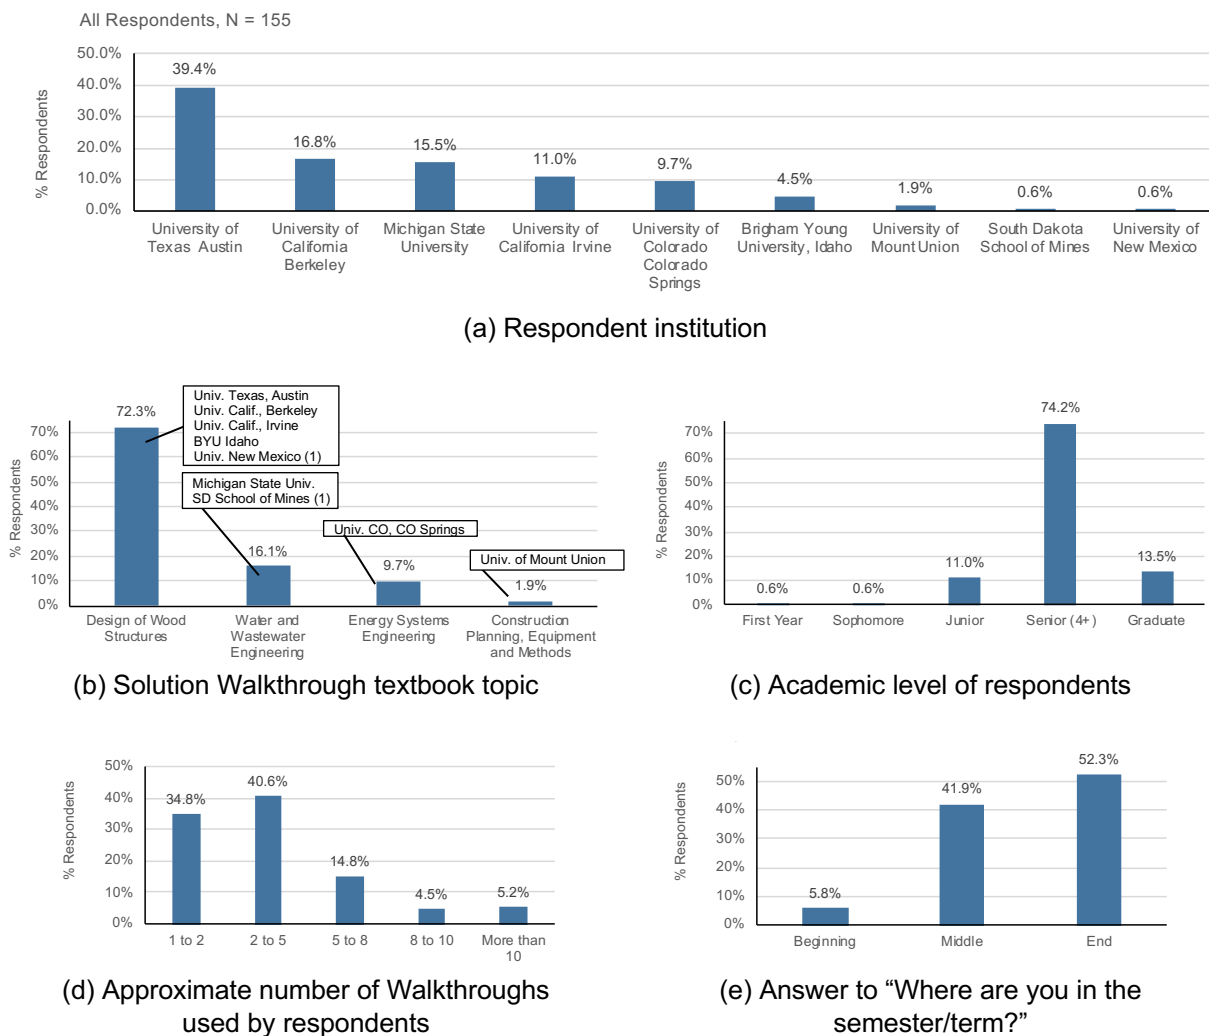 All Respondents, N = 155
% Respondents
50.0%
40.0%
30.0%
20.0%
10.0%
0.0%
39.4%
16.8%
15.5%
11.0%
9.7%
4.5%
1.9%
0.6%
0.6%
University of
Texas Austin
University of
California
Berkeley
Michigan State
University
University of
California Irvine
University of
Colorado
Colorado
Springs
Brigham Young
University, Idaho
University of
Mount Union
South Dakota
School of Mines
University of
New Mexico
(a) Respondent institution
% Respondents
70%
60%
50%
40%
30%
20%
10%
0%
72.3%
Univ. Texas, Austin
Univ. Calif., Berkeley
Univ. Calif., Irvine
BYU Idaho
Univ. New Mexico (1)
Michigan State Univ.
SD School of Mines (1)
16.1%
Univ. CO, CO Springs
9.7%
Univ. of Mount Union
1.9%
Design of Wood
Structures
Water and
Wastewater
Engineering
Energy Systems
Engineering
Construction
Planning, Equipment
and Methods
(b) Solution Walkthrough textbook topic
% Respondents
70%
60%
50%
40%
30%
20%
10%
0%
0.6%
0.6%
11.0%
74.2%
13.5%
First Year
Sophomore
Junior
Senior (4+)
Graduate
(c) Academic level of respondents
% Respondents
50%
40%
30%
20%
10%
0%
34.8%
40.6%
14.8%
4.5%
5.2%
1 to 2
2 to 5
5 to 8
8 to 10
More than
10
(d) Approximate number of Walkthroughs
used by respondents
% Respondents
50%
40%
30%
20%
10%
0%
5.8%
41.9%
52.3%
Beginning
Middle
End
(e) Answer to “Where are you in the
semester/term?”